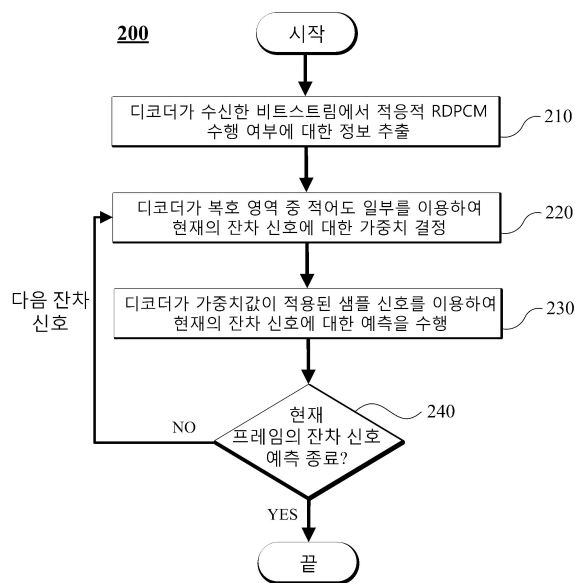 200
시작
디코더가 수신한 비트스트림에서 적응적 RDPCM
수행 여부에 대한 정보 추출
210
디코더가 복호 영역 중 적어도 일부를 이용하여
현재의 잔차 신호에 대한 가중치 결정
220
다음 잔차
신호
디코더가 가중치값이 적용된 샘플 신호를 이용하여
현재의 잔차 신호에 대한 예측을 수행
230
현재
프레임의 잔차 신호
예측 종료?
240
NO
YES
끝